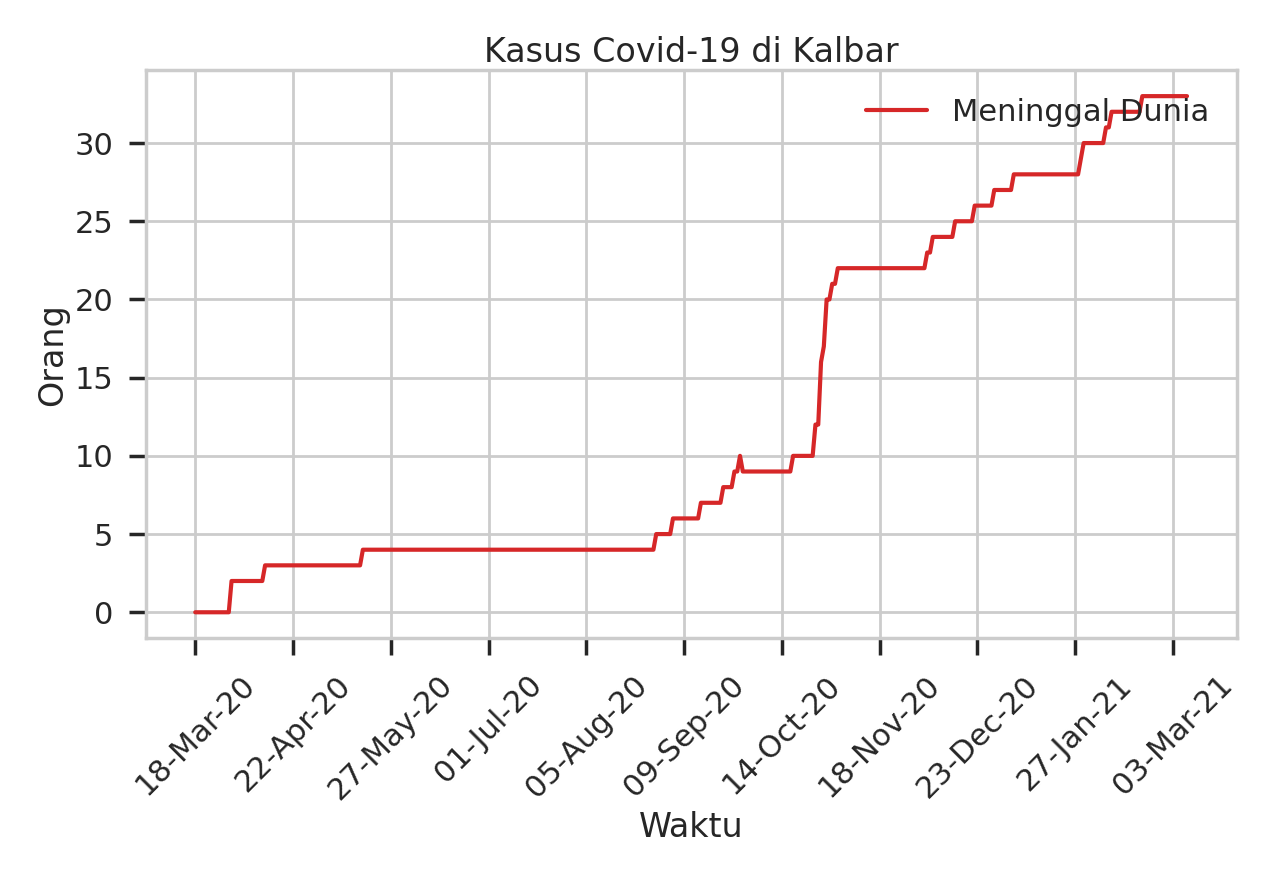 Kasus Covid-19 di Kalbar
Meninggal Dunia
30
25
20
15
10
5
0
Orang
18-Mar-20
22-Apr-20
27-May-20
01-Jul-20
05-Aug-20
09-Sep-20
14-Oct-20
18-Nov-20
23-Dec-20
27-Jan-21
03-Mar-21
Waktu